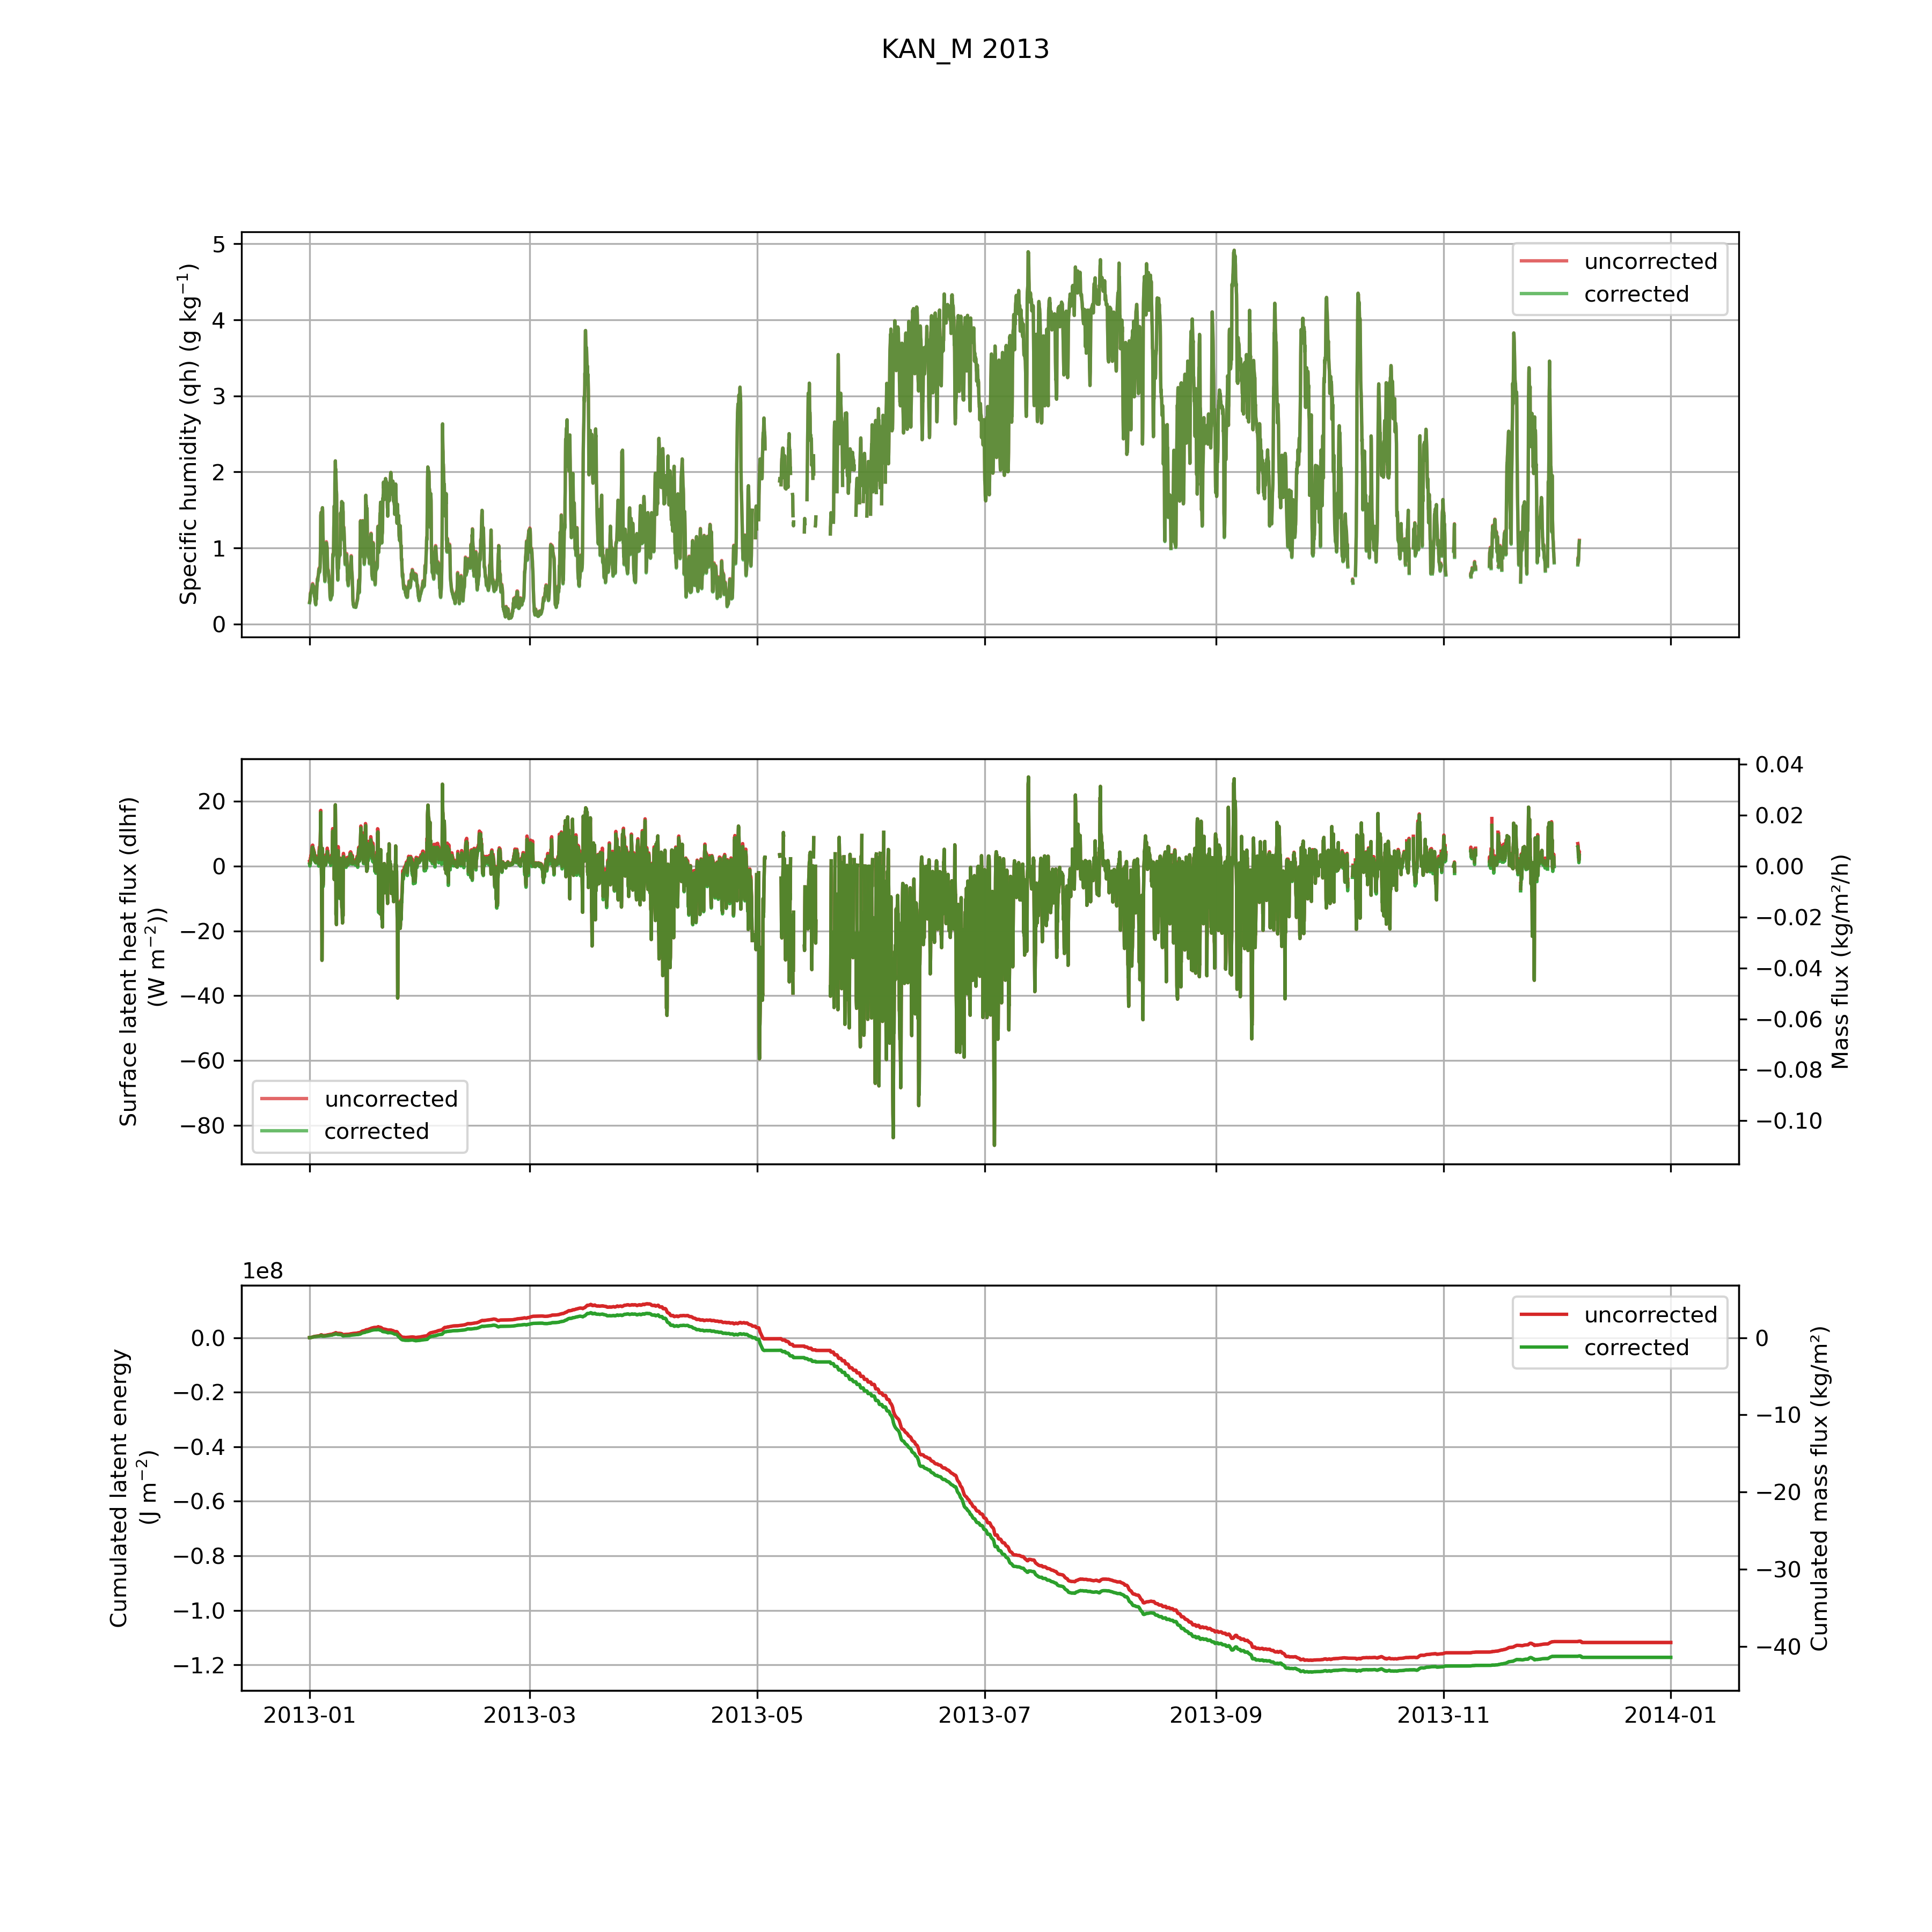 KAN_M 2013
Specific humidity (qh) (g kg⁻¹)
5
4
3
2
1
0
uncorrected
corrected
Surface latent heat flux (dlhf)
(W m⁻²))
20
0
−20
−40
−60
−80
uncorrected
corrected
0.04
0.02
0.00
−0.02
−0.04
−0.06
−0.08
−0.10
Mass flux (kg/m²/h)
1e8
Cumulated latent energy
(J m⁻²)
0.0
−0.2
−0.4
−0.6
−0.8
−1.0
−1.2
uncorrected
corrected
0
−10
−20
−30
−40
Cumulated mass flux (kg/m²)
2013-01 2013-03 2013-05 2013-07 2013-09 2013-11 2014-01